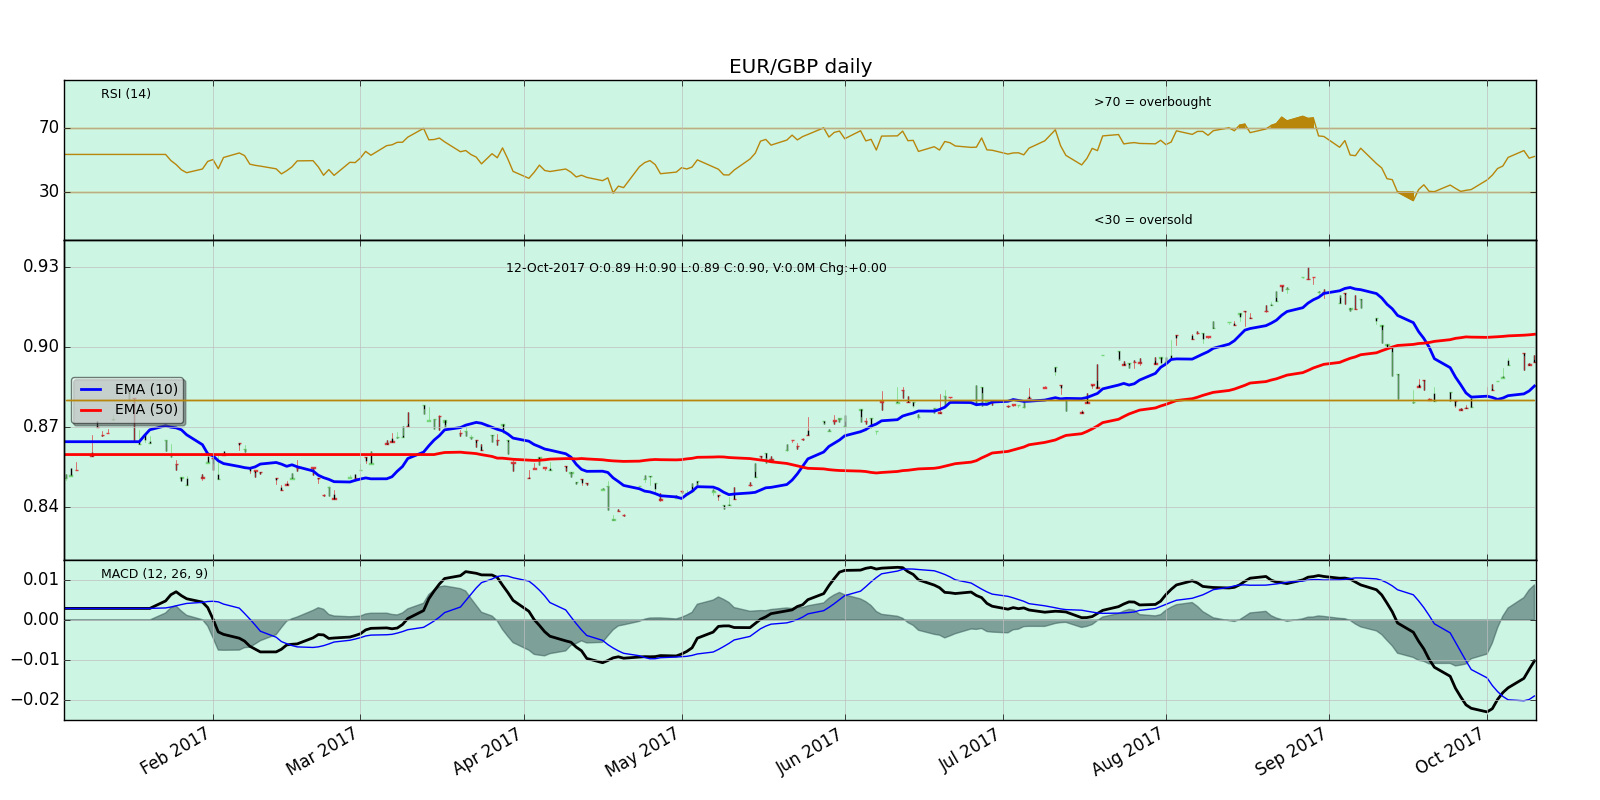 EUR/GBP daily
RSI (14)
>70 = overbought
70
30
<30 = oversold
0.93
12-Oct-2017 O:0.89 H:0.90 L:0.89 C:0.90, V:0.0M Chg:+0.00
0.90
EMA (10)
EMA (50)
0.87
0.84
MACD (12, 26, 9)
0.01
0.00
−0.01
−0.02
Feb 2017
Mar 2017
Apr 2017
May 2017
Jun 2017
Jul 2017
Aug 2017
Sep 2017
Oct 2017